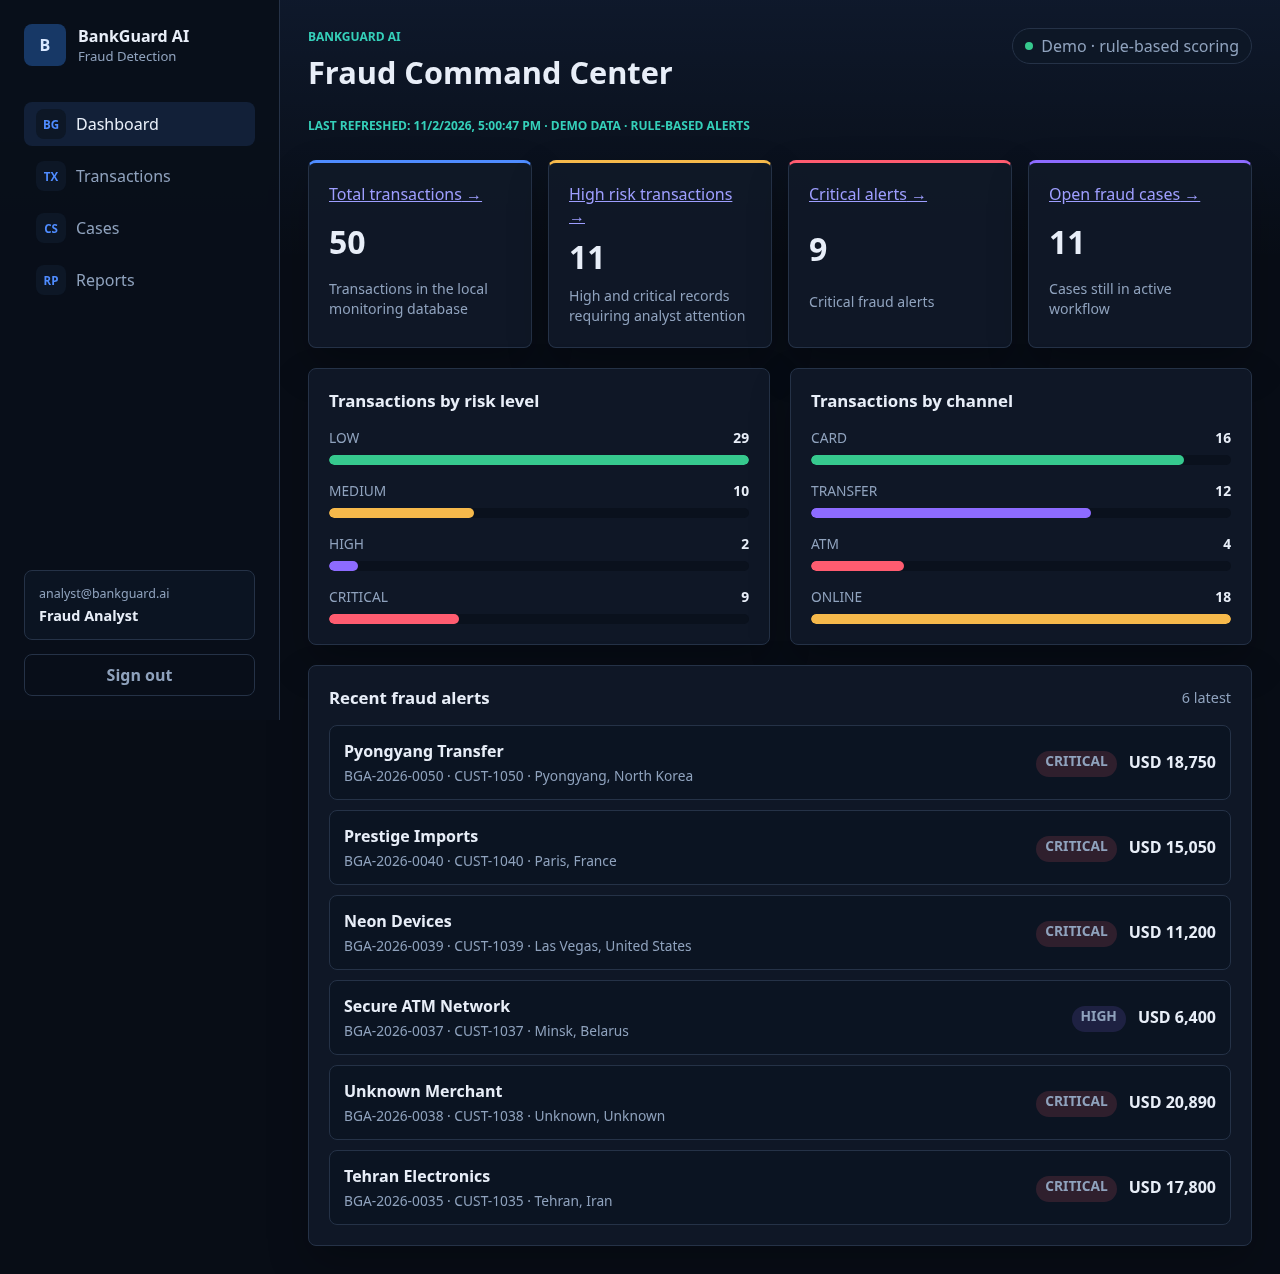 B
BankGuard AI
Fraud Detection
BG Dashboard
TX Transactions
CS Cases
RP Reports
analyst@bankguard.ai
Fraud Analyst
Sign out
BANKGUARD AI
Fraud Command Center
Demo · rule-based scoring
LAST REFRESHED: 11/2/2026, 5:00:47 PM · DEMO DATA · RULE-BASED ALERTS
Total transactions →
50
Transactions in the local
monitoring database
High risk transactions
→
11
High and critical records
requiring analyst attention
Critical alerts →
9
Critical fraud alerts
Open fraud cases →
11
Cases still in active
workflow
Transactions by risk level
LOW 29
MEDIUM 10
HIGH 2
CRITICAL 9
Transactions by channel
CARD 16
TRANSFER 12
ATM 4
ONLINE 18
Recent fraud alerts 6 latest
Pyongyang Transfer
BGA-2026-0050 · CUST-1050 · Pyongyang, North Korea
CRITICAL USD 18,750
Prestige Imports
BGA-2026-0040 · CUST-1040 · Paris, France
CRITICAL USD 15,050
Neon Devices
BGA-2026-0039 · CUST-1039 · Las Vegas, United States
CRITICAL USD 11,200
Secure ATM Network
BGA-2026-0037 · CUST-1037 · Minsk, Belarus
HIGH USD 6,400
Unknown Merchant
BGA-2026-0038 · CUST-1038 · Unknown, Unknown
CRITICAL USD 20,890
Tehran Electronics
BGA-2026-0035 · CUST-1035 · Tehran, Iran
CRITICAL USD 17,800